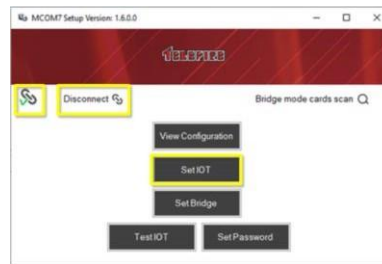 MCOM7 Setup Version: 1.6.0.0
TELEFIRE
Disconnect
Bridge mode cards scan
View Configuration
Set IOT
Set Bridge
Test IOT
Set Password